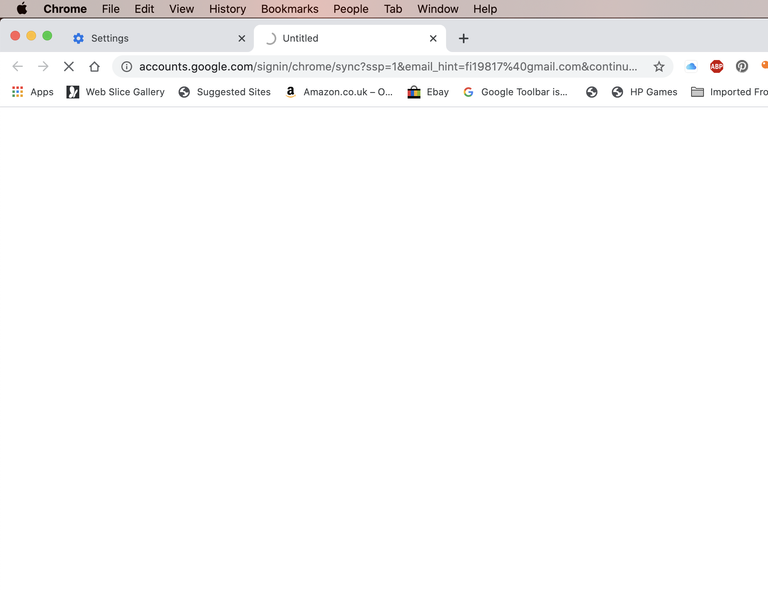 Chrome File Edit View History Bookmarks People Tab Window Help
Settings Untitled
accounts.google.com/signin/chrome/sync?ssp=1&email_hint=fi19817%40gmail.com&continu... ABP
Apps Web Slice Gallery Suggested Sites a Amazon.co.uk – O... Ebay G Google Toolbar is... HP Games Imported Fro